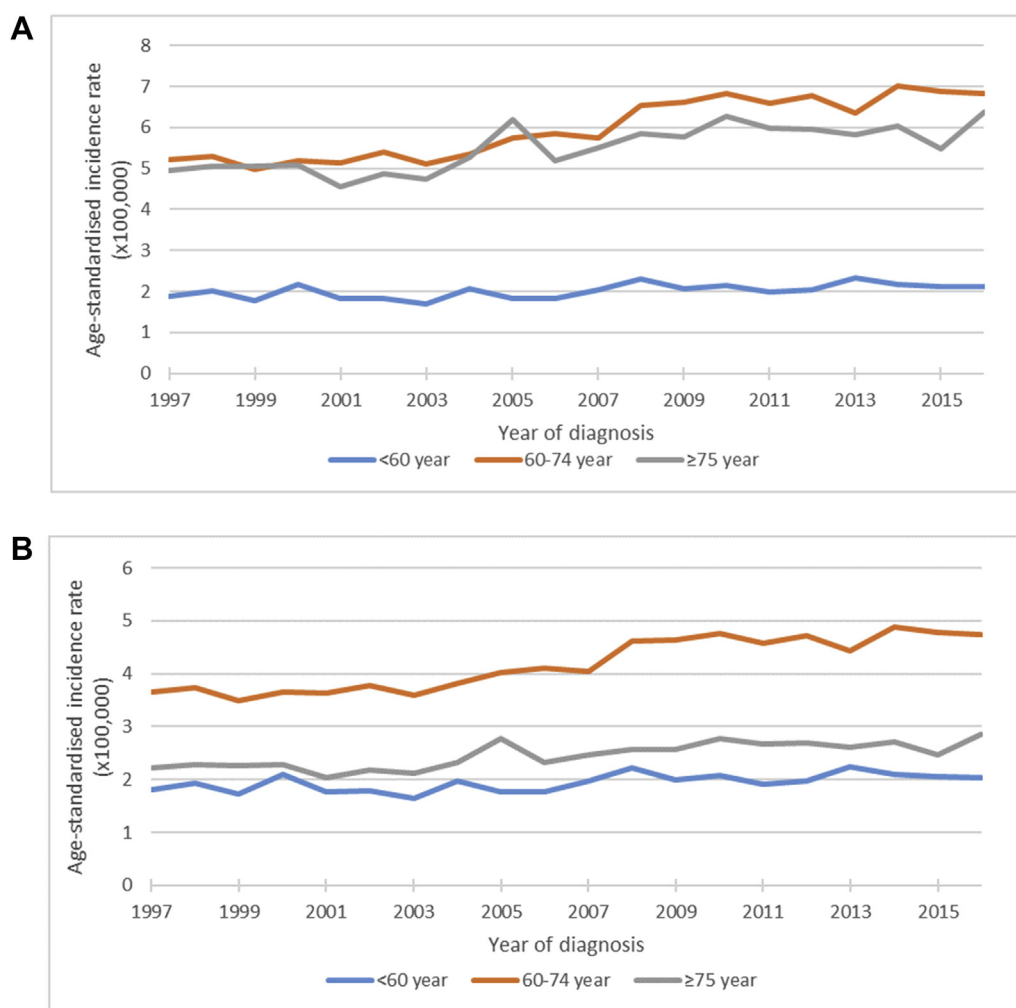 A
Age-standardised incidence rate
(x100,000)
8
7
6
5
4
3
2
1
0
1997 1999 2001 2003 2005 2007 2009 2011 2013 2015
Year of diagnosis
<60 year 60-74 year ≥75 year
B
Age-standardised incidence rate
(x100,000)
6
5
4
3
2
1
0
1997 1999 2001 2003 2005 2007 2009 2011 2013 2015
Year of diagnosis
<60 year 60-74 year ≥75 year